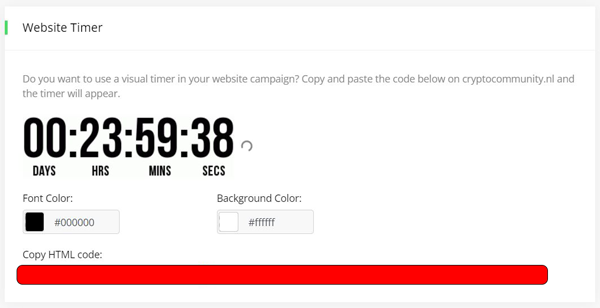 Website Timer
Do you want to use a visual timer in your website campaign? Copy and paste the code below on cryptocommunity.nl and
the timer will appear.
00:23:59:38
DAYS HRS MINS SECS
Font Color: Background Color:
#000000 #ffffff
Copy HTML code: